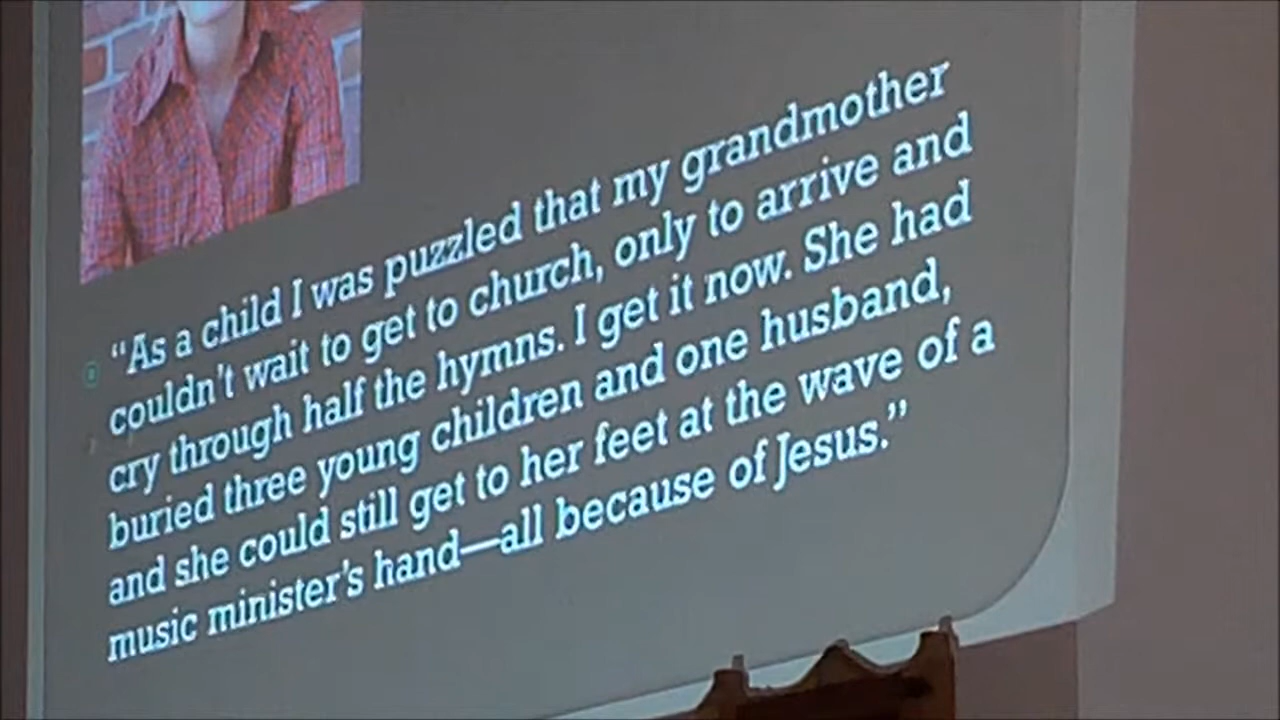 “As a child I was puzzled that my grandmother
couldn’t wait to get to church, only to arrive and
cry through half the hymns. I get it now. She had
buried three young children and one husband,
and she could still get to her feet at the wave of a
music minister’s hand—all because of Jesus.”